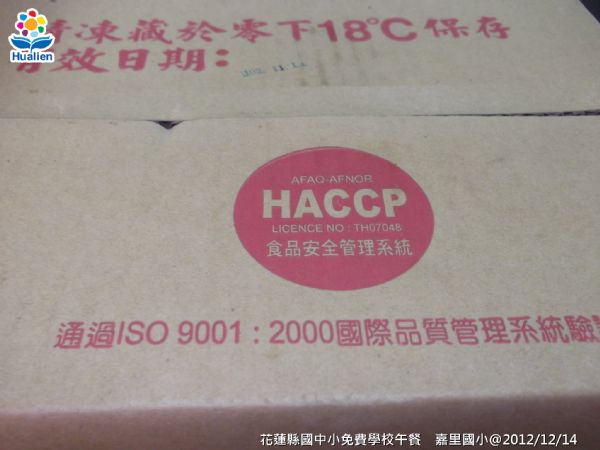 請凍藏於零下18℃保存
有效日期：
Hualien
AFAQ-AFNOR
HACCP
LICENCE NO : TH07048
食品安全管理系統
通過ISO 9001 : 2000國際品質管理系統驗
花蓮縣國中小免費學校午餐 嘉里國小@2012/12/14